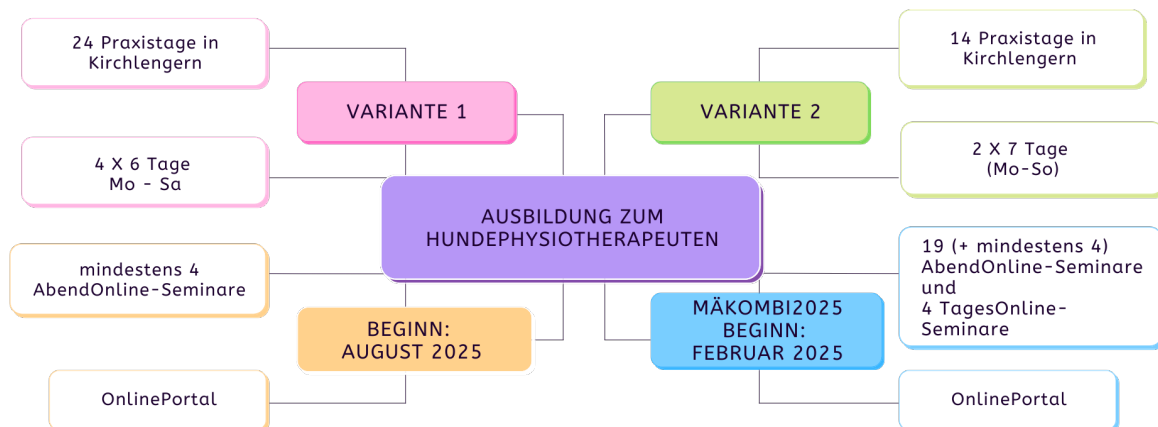 24 Praxistage in
Kirchlengern
14 Praxistage in
Kirchlengern
VARIANTE 1
VARIANTE 2
4 X 6 Tage
Mo - Sa
2 X 7 Tage
(Mo-So)
AUSBILDUNG ZUM
HUNDEPHYSIOTHERAPEUTEN
mindestens 4
AbendOnline-Seminare
19 (+ mindestens 4)
AbendOnline-Seminare
und
4 TagesOnline-
Seminare
BEGINN:
AUGUST 2025
MÄKOMBI2025
BEGINN:
FEBRUAR 2025
OnlinePortal
OnlinePortal